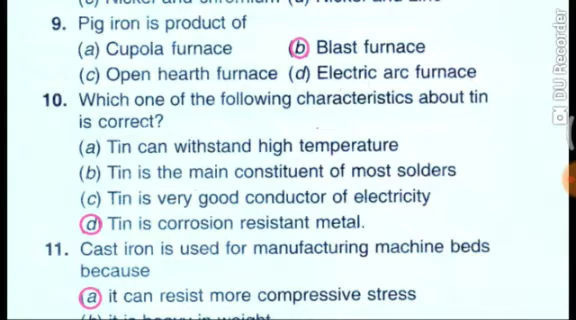 9. Pig iron is product of
(a) Cupola furnace (b) Blast furnace
(c) Open hearth furnace (d) Electric arc furnace
10. Which one of the following characteristics about tin
is correct?
(a) Tin can withstand high temperature
(b) Tin is the main constituent of most solders
(c) Tin is very good conductor of electricity
(d) Tin is corrosion resistant metal.
11. Cast iron is used for manufacturing machine beds
because
(a) it can resist more compressive stress
DU Recorder